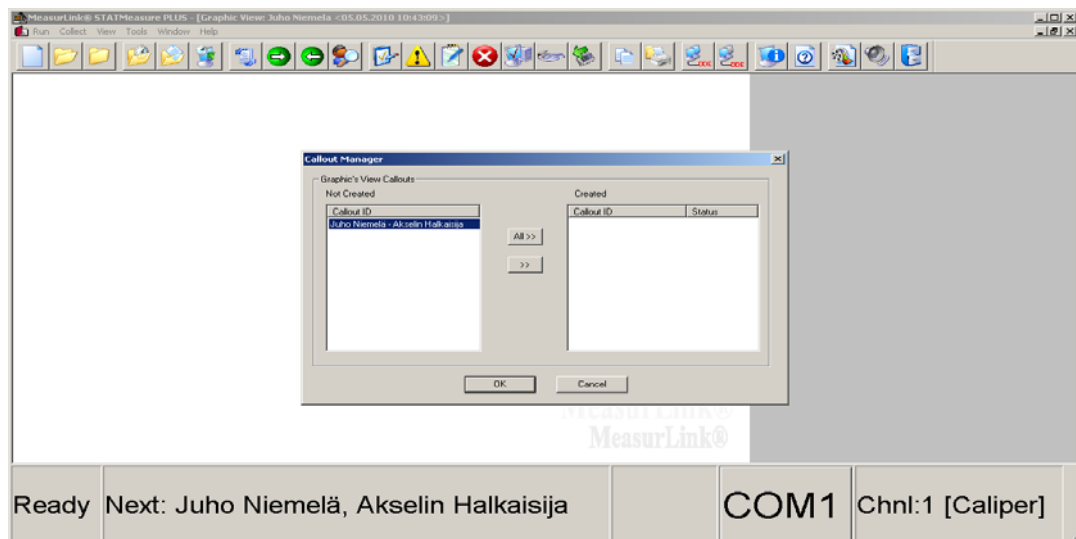 MeasurLink® STATMeasure PLUS - [Graphic View: Juho Niemela <05.05.2010 10:43:09>]
Run Collect View Tools Window Help
Callout Manager
Graphic's View Callouts
Not Created
Created
Callout ID
Callout ID Status
Juho Niemelä - Akselin Halkaisija
All >>
>>
OK Cancel
MeasurLink®
MeasurLink®
Ready Next: Juho Niemelä, Akselin Halkaisija COM1 Chnl:1 [Caliper]